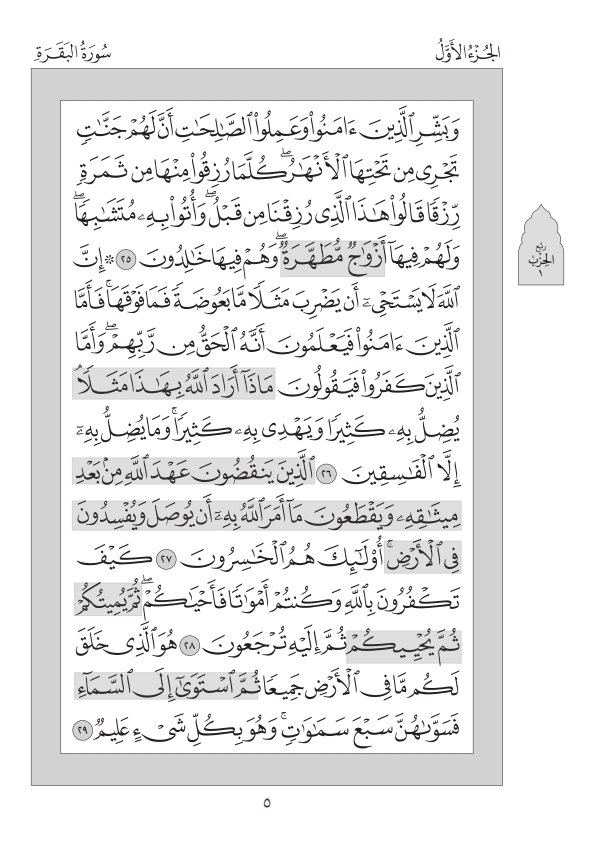 الجُزْءُ الأَوَّلُ
سُورَةُ البَقَرَةِ
وَبَشِّرِ ٱلَّذِينَ ءَامَنُوا۟ وَعَمِلُوا۟ ٱلصَّـٰلِحَـٰتِ أَنَّ لَهُمْ جَنَّـٰتٍ
تَجْرِى مِن تَحْتِهَا ٱلْأَنْهَـٰرُ ۖ كُلَّمَا رُزِقُوا۟ مِنْهَا مِن ثَمَرَةٍ
رِّزْقًا قَالُوا۟ هَـٰذَا ٱلَّذِى رُزِقْنَا مِن قَبْلُ ۖ وَأُتُوا۟ بِهِۦ مُتَشَـٰبِهًا ۖ
وَلَهُمْ فِيهَآ أَزْوَٰجٌ مُّطَهَّرَةٌ ۖ وَهُمْ فِيهَا خَـٰلِدُونَ ٢٥ ۞ إِنَّ
ٱللَّهَ لَا يَسْتَحْىِۦٓ أَن يَضْرِبَ مَثَلًا مَّا بَعُوضَةً فَمَا فَوْقَهَا ۚ فَأَمَّا
ٱلَّذِينَ ءَامَنُوا۟ فَيَعْلَمُونَ أَنَّهُ ٱلْحَقُّ مِن رَّبِّهِمْ ۖ وَأَمَّا
ٱلَّذِينَ كَفَرُوا۟ فَيَقُولُونَ مَاذَآ أَرَادَ ٱللَّهُ بِهَـٰذَا مَثَلًا ۘ
يُضِلُّ بِهِۦ كَثِيرًا وَيَهْدِى بِهِۦ كَثِيرًا ۚ وَمَا يُضِلُّ بِهِۦٓ
إِلَّا ٱلْفَـٰسِقِينَ ٢٦ ٱلَّذِينَ يَنقُضُونَ عَهْدَ ٱللَّهِ مِنۢ بَعْدِ
مِيثَـٰقِهِۦ وَيَقْطَعُونَ مَآ أَمَرَ ٱللَّهُ بِهِۦٓ أَن يُوصَلَ وَيُفْسِدُونَ
فِى ٱلْأَرْضِ ۚ أُو۟لَـٰٓئِكَ هُمُ ٱلْخَـٰسِرُونَ ٢٧ كَيْفَ
تَكْفُرُونَ بِٱللَّهِ وَكُنتُمْ أَمْوَٰتًا فَأَحْيَـٰكُمْ ۖ ثُمَّ يُمِيتُكُمْ
ثُمَّ يُحْيِيكُمْ ثُمَّ إِلَيْهِ تُرْجَعُونَ ٢٨ هُوَ ٱلَّذِى خَلَقَ
لَكُم مَّا فِى ٱلْأَرْضِ جَمِيعًا ثُمَّ ٱسْتَوَىٰٓ إِلَى ٱلسَّمَآءِ
فَسَوَّىٰهُنَّ سَبْعَ سَمَـٰوَٰتٍ ۚ وَهُوَ بِكُلِّ شَىْءٍ عَلِيمٌ ٢٩
رُبع
الحِزْب
١
٥